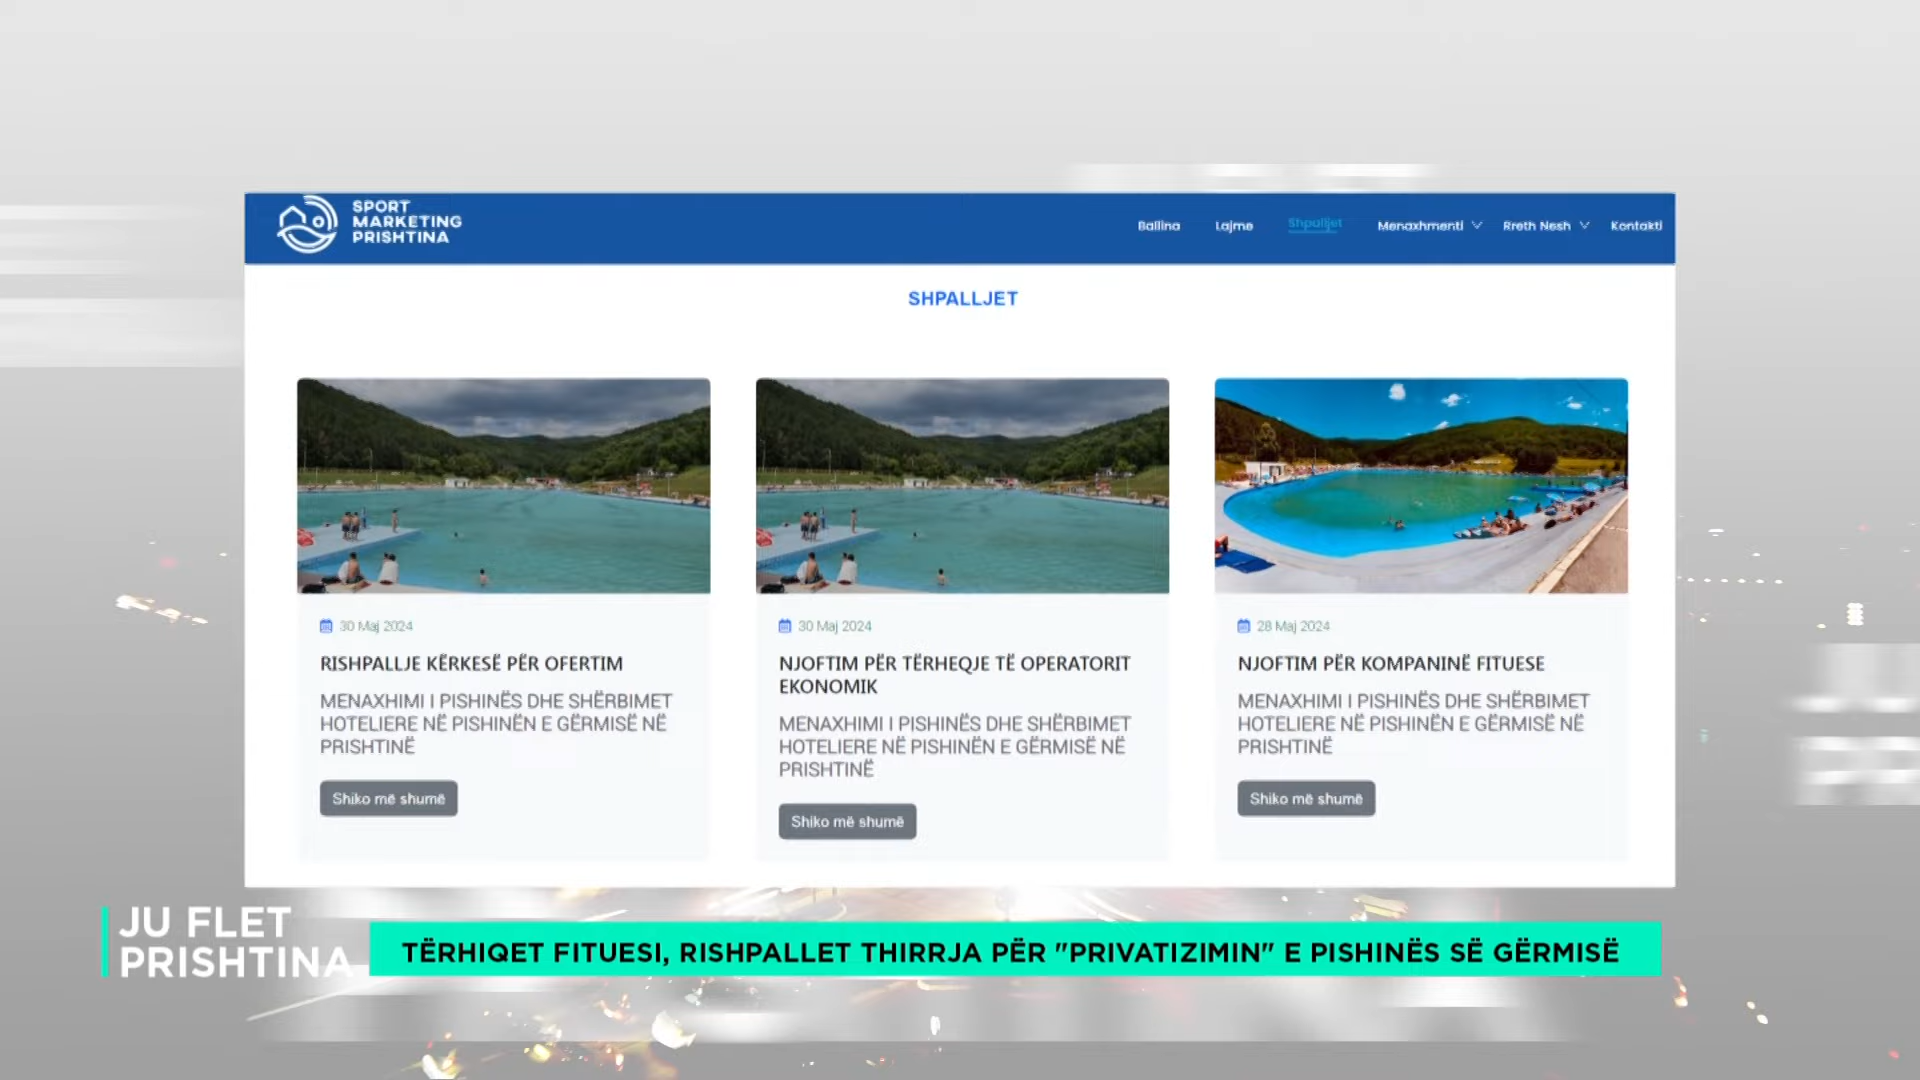 SPORT
MARKETING
PRISHTINA
Ballina Lajme Shpalljet Menaxhmenti Rreth Nesh Kontakti
SHPALLJET
30 Maj 2024
RISHPALLJE KËRKESË PËR OFERTIM
MENAXHIMI I PISHINËS DHE SHËRBIMET
HOTELIERE NË PISHINËN E GËRMISË NË
PRISHTINË
Shiko më shumë
30 Maj 2024
NJOFTIM PËR TËRHEQJE TË OPERATORIT
EKONOMIK
MENAXHIMI I PISHINËS DHE SHËRBIMET
HOTELIERE NË PISHINËN E GËRMISË NË
PRISHTINË
Shiko më shumë
28 Maj 2024
NJOFTIM PËR KOMPANINË FITUESE
MENAXHIMI I PISHINËS DHE SHËRBIMET
HOTELIERE NË PISHINËN E GËRMISË NË
PRISHTINË
Shiko më shumë
JU FLET
PRISHTINA
TËRHIQET FITUESI, RISHPALLET THIRRJA PËR "PRIVATIZIMIN" E PISHINËS SË GËRMISË